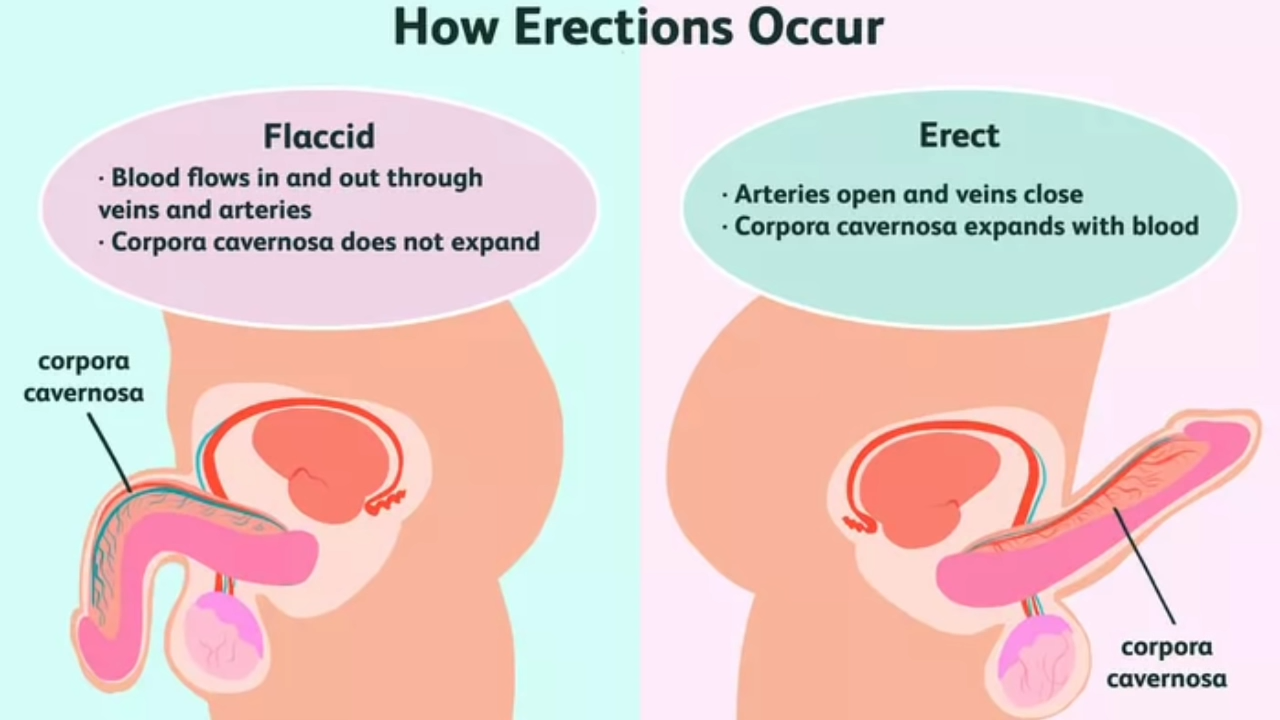 How Erections Occur
Flaccid
· Blood flows in and out through
veins and arteries
· Corpora cavernosa does not expand
Erect
· Arteries open and veins close
· Corpora cavernosa expands with blood
corpora
cavernosa
corpora
cavernosa